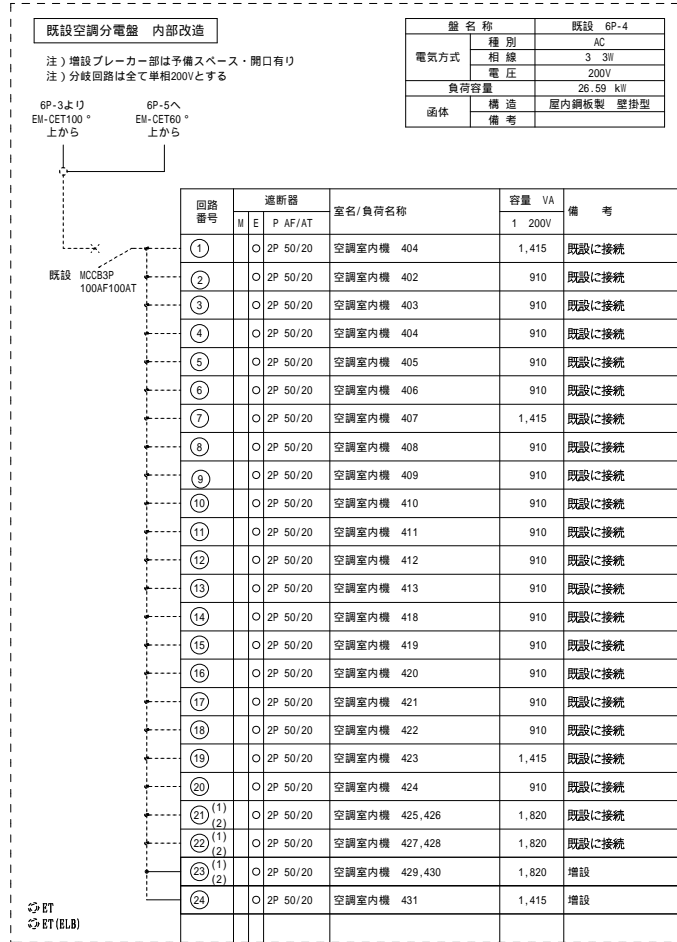 既設空調分電盤 内部改造
注）増設ブレーカー部は予備スペース・開口有り
注）分岐回路は全て単相200Vとする
盤 名 称 既設 6P-4
電気方式 種 別 AC
相 線 3 3W
電 圧 200V
負荷容量 26.59 kW
函体 構 造 屋内鋼板製 壁掛型
備 考
6P-3より 6P-5へ
EM-CET100 ° EM-CET60 °
上から 上から
既設 MCCB3P
100AF100AT
回路番号 遮断器 室名/負荷名称 容量 VA 備 考
M E P AF/AT 1 200V
1 O 2P 50/20 空調室内機 404 1,415 既設に接続
2 O 2P 50/20 空調室内機 402 910 既設に接続
3 O 2P 50/20 空調室内機 403 910 既設に接続
4 O 2P 50/20 空調室内機 404 910 既設に接続
5 O 2P 50/20 空調室内機 405 910 既設に接続
6 O 2P 50/20 空調室内機 406 910 既設に接続
7 O 2P 50/20 空調室内機 407 1,415 既設に接続
8 O 2P 50/20 空調室内機 408 910 既設に接続
9 O 2P 50/20 空調室内機 409 910 既設に接続
10 O 2P 50/20 空調室内機 410 910 既設に接続
11 O 2P 50/20 空調室内機 411 910 既設に接続
12 O 2P 50/20 空調室内機 412 910 既設に接続
13 O 2P 50/20 空調室内機 413 910 既設に接続
14 O 2P 50/20 空調室内機 418 910 既設に接続
15 O 2P 50/20 空調室内機 419 910 既設に接続
16 O 2P 50/20 空調室内機 420 910 既設に接続
17 O 2P 50/20 空調室内機 421 910 既設に接続
18 O 2P 50/20 空調室内機 422 910 既設に接続
19 O 2P 50/20 空調室内機 423 1,415 既設に接続
20 O 2P 50/20 空調室内機 424 910 既設に接続
21 (1) (2) O 2P 50/20 空調室内機 425,426 1,820 既設に接続
22 (1) (2) O 2P 50/20 空調室内機 427,428 1,820 既設に接続
23 (1) (2) O 2P 50/20 空調室内機 429,430 1,820 増設
24 O 2P 50/20 空調室内機 431 1,415 増設
ET
ET(ELB)